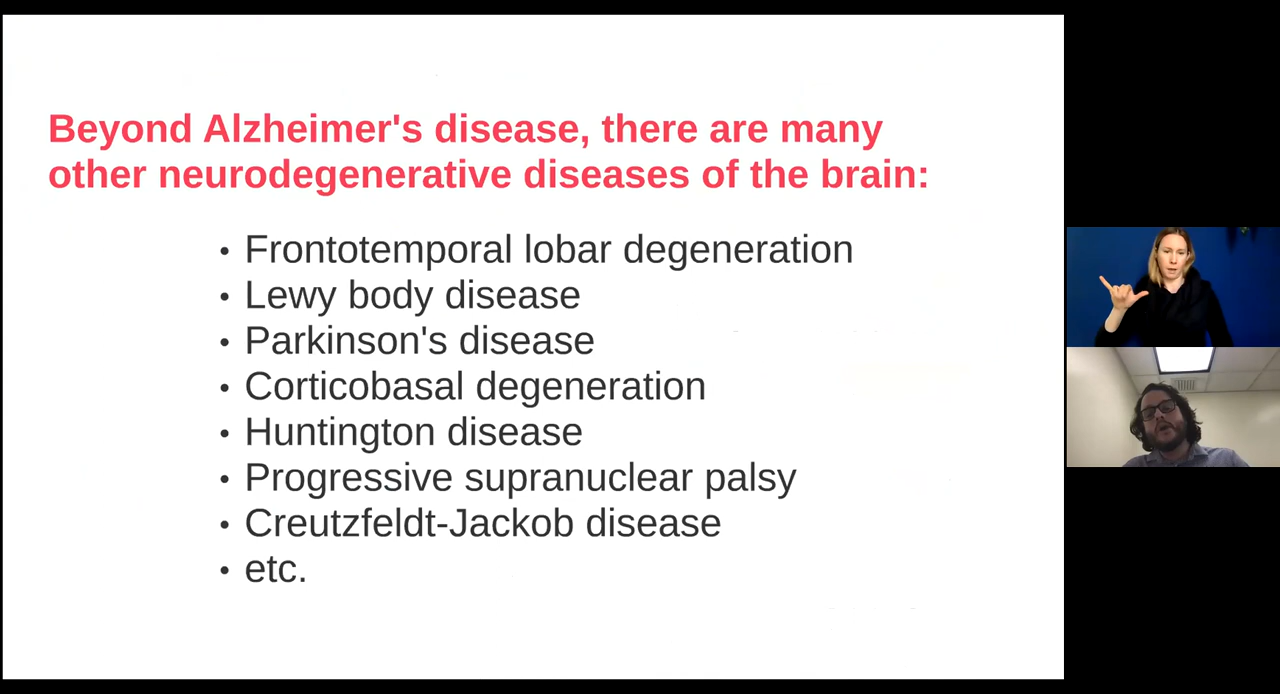 Beyond Alzheimer's disease, there are many
other neurodegenerative diseases of the brain:
• Frontotemporal lobar degeneration
• Lewy body disease
• Parkinson's disease
• Corticobasal degeneration
• Huntington disease
• Progressive supranuclear palsy
• Creutzfeldt-Jackob disease
• etc.